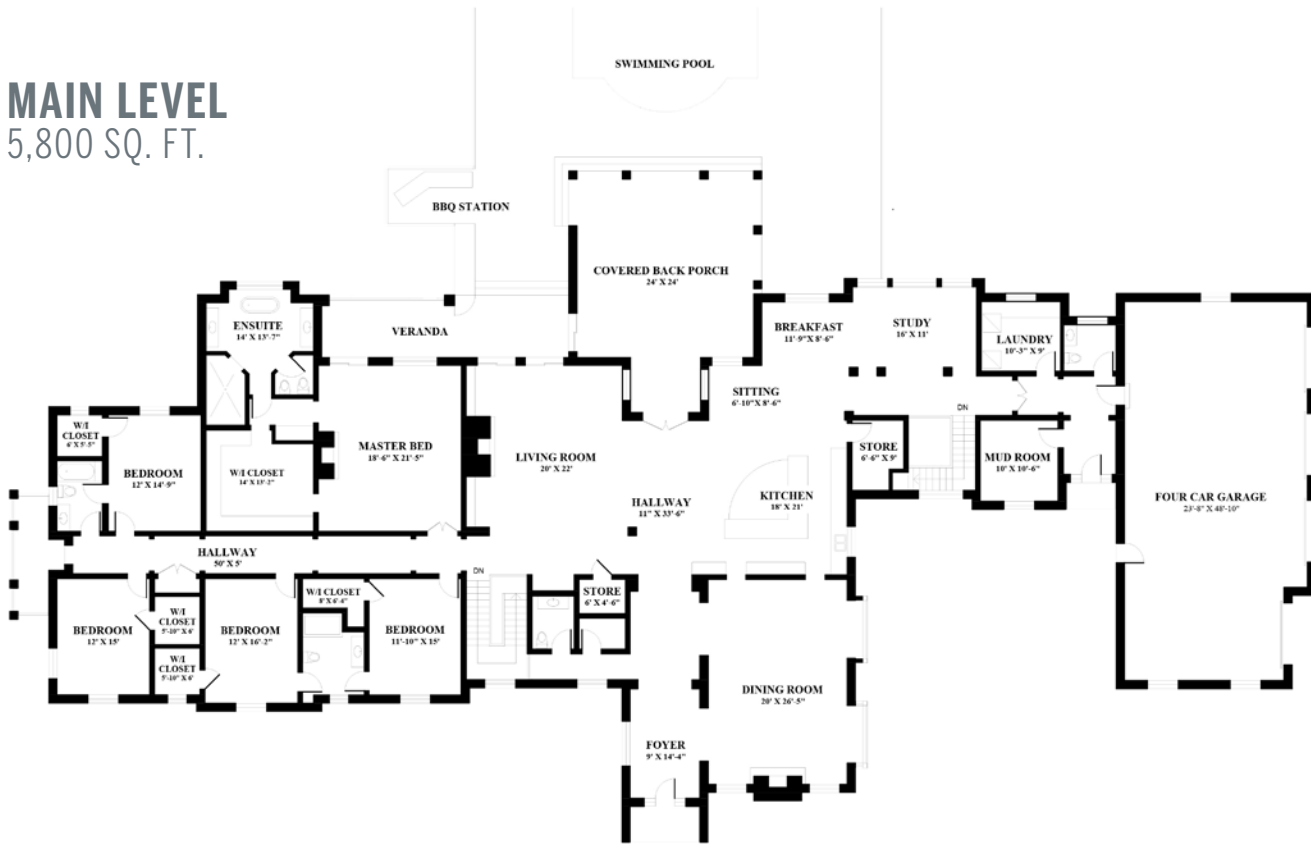 MAIN LEVEL
5,800 SQ. FT.
SWIMMING POOL
BBQ STATION
COVERED BACK PORCH
24' X 24'
ENSUITE
14' X 13'-7"
VERANDA
BREAKFAST
11'-9"X 8'-6"
STUDY
16' X 11'
LAUNDRY
10'-3" X 9'
SITTING
6'-10"X 8'-6"
DN
W/I
CLOSET
6' X 5'-5"
BEDROOM
12' X 14'-9"
W/I CLOSET
14' X 13'-2"
MASTER BED
18'-6" X 21'-5"
LIVING ROOM
20' X 22'
STORE
6'-6" X 9'
MUD ROOM
10' X 10'-6"
HALLWAY
11" X 33'-6"
KITCHEN
18' X 21'
FOUR CAR GARAGE
23'-8" X 48'-10"
HALLWAY
50' X 5'
DN
W/I CLOSET
8' X 6'-4"
STORE
6' X 4'-6"
BEDROOM
12' X 15'
W/I
CLOSET
5'-10" X 6'
BEDROOM
12' X 16'-2"
BEDROOM
11'-10" X 15'
W/I
CLOSET
5'-10" X 6'
DINING ROOM
20' X 26'-5"
FOYER
9' X 14'-4"